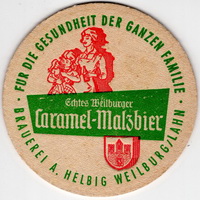 · FÜR DIE GESUNDHEIT DER GANZEN FAMILIE ·
Echtes Weilburger
Caramel-Malzbier
BRAUEREI A. HELBIG WEILBURG/LAHN